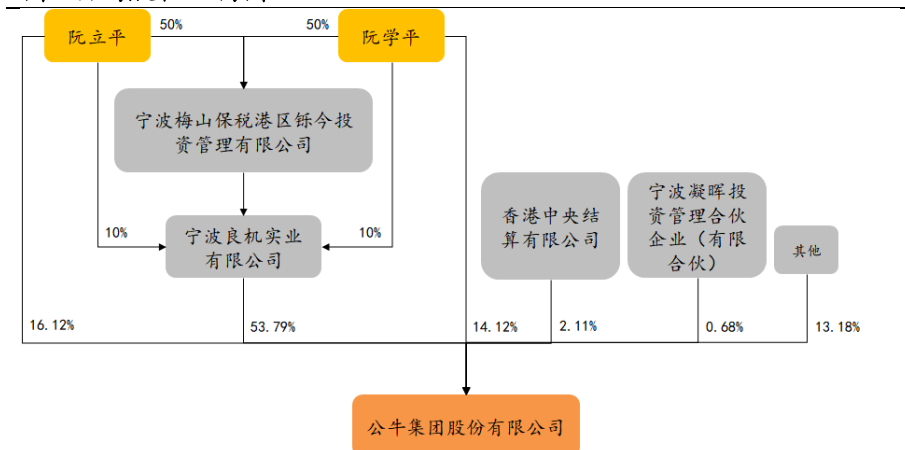 50%
50%
阮立平
阮学平
宁波梅山保税港区铄今投
资管理有限公司
10%
宁波良机实业
有限公司
10%
香港中央结
算有限公司
宁波凝晖投
资管理合伙
企业（有限
合伙）
其他
16.12%
53.79%
14.12%
2.11%
0.68%
13.18%
公牛集团股份有限公司